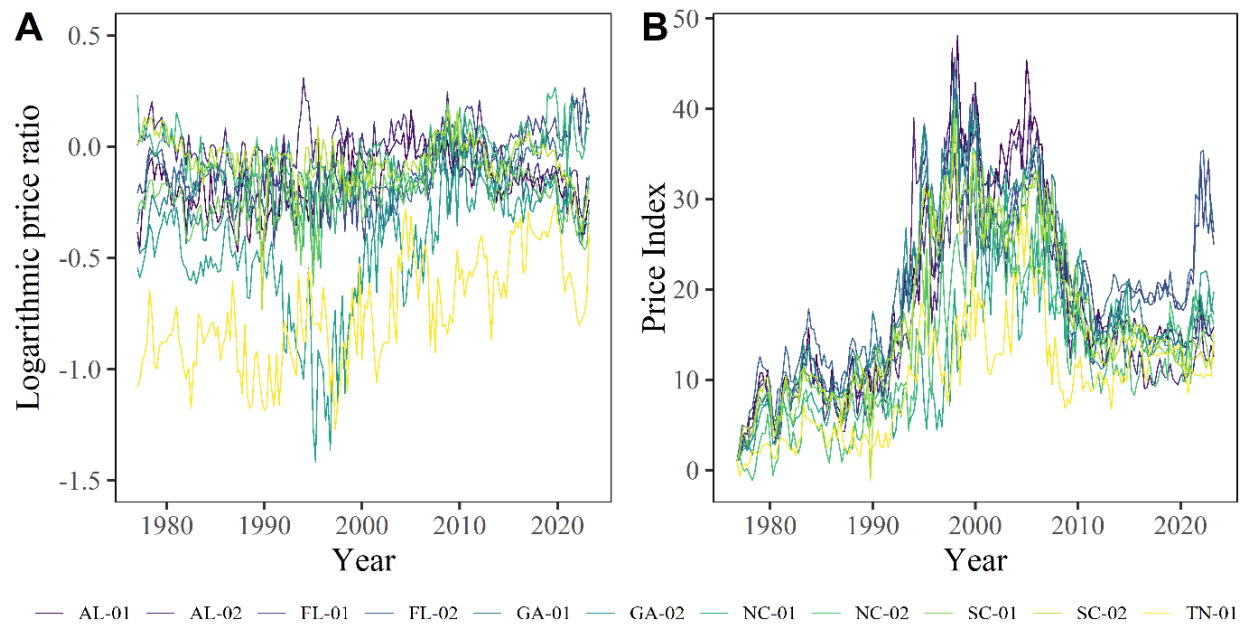 A
B
0.5
0.0
-0.5
-1.0
-1.5
Logarithmic price ratio
1980 1990 2000 2010 2020
Year
50
40
30
20
10
0
Price Index
1980 1990 2000 2010 2020
Year
AL-01 AL-02 FL-01 FL-02 GA-01 GA-02 NC-01 NC-02 SC-01 SC-02 TN-01